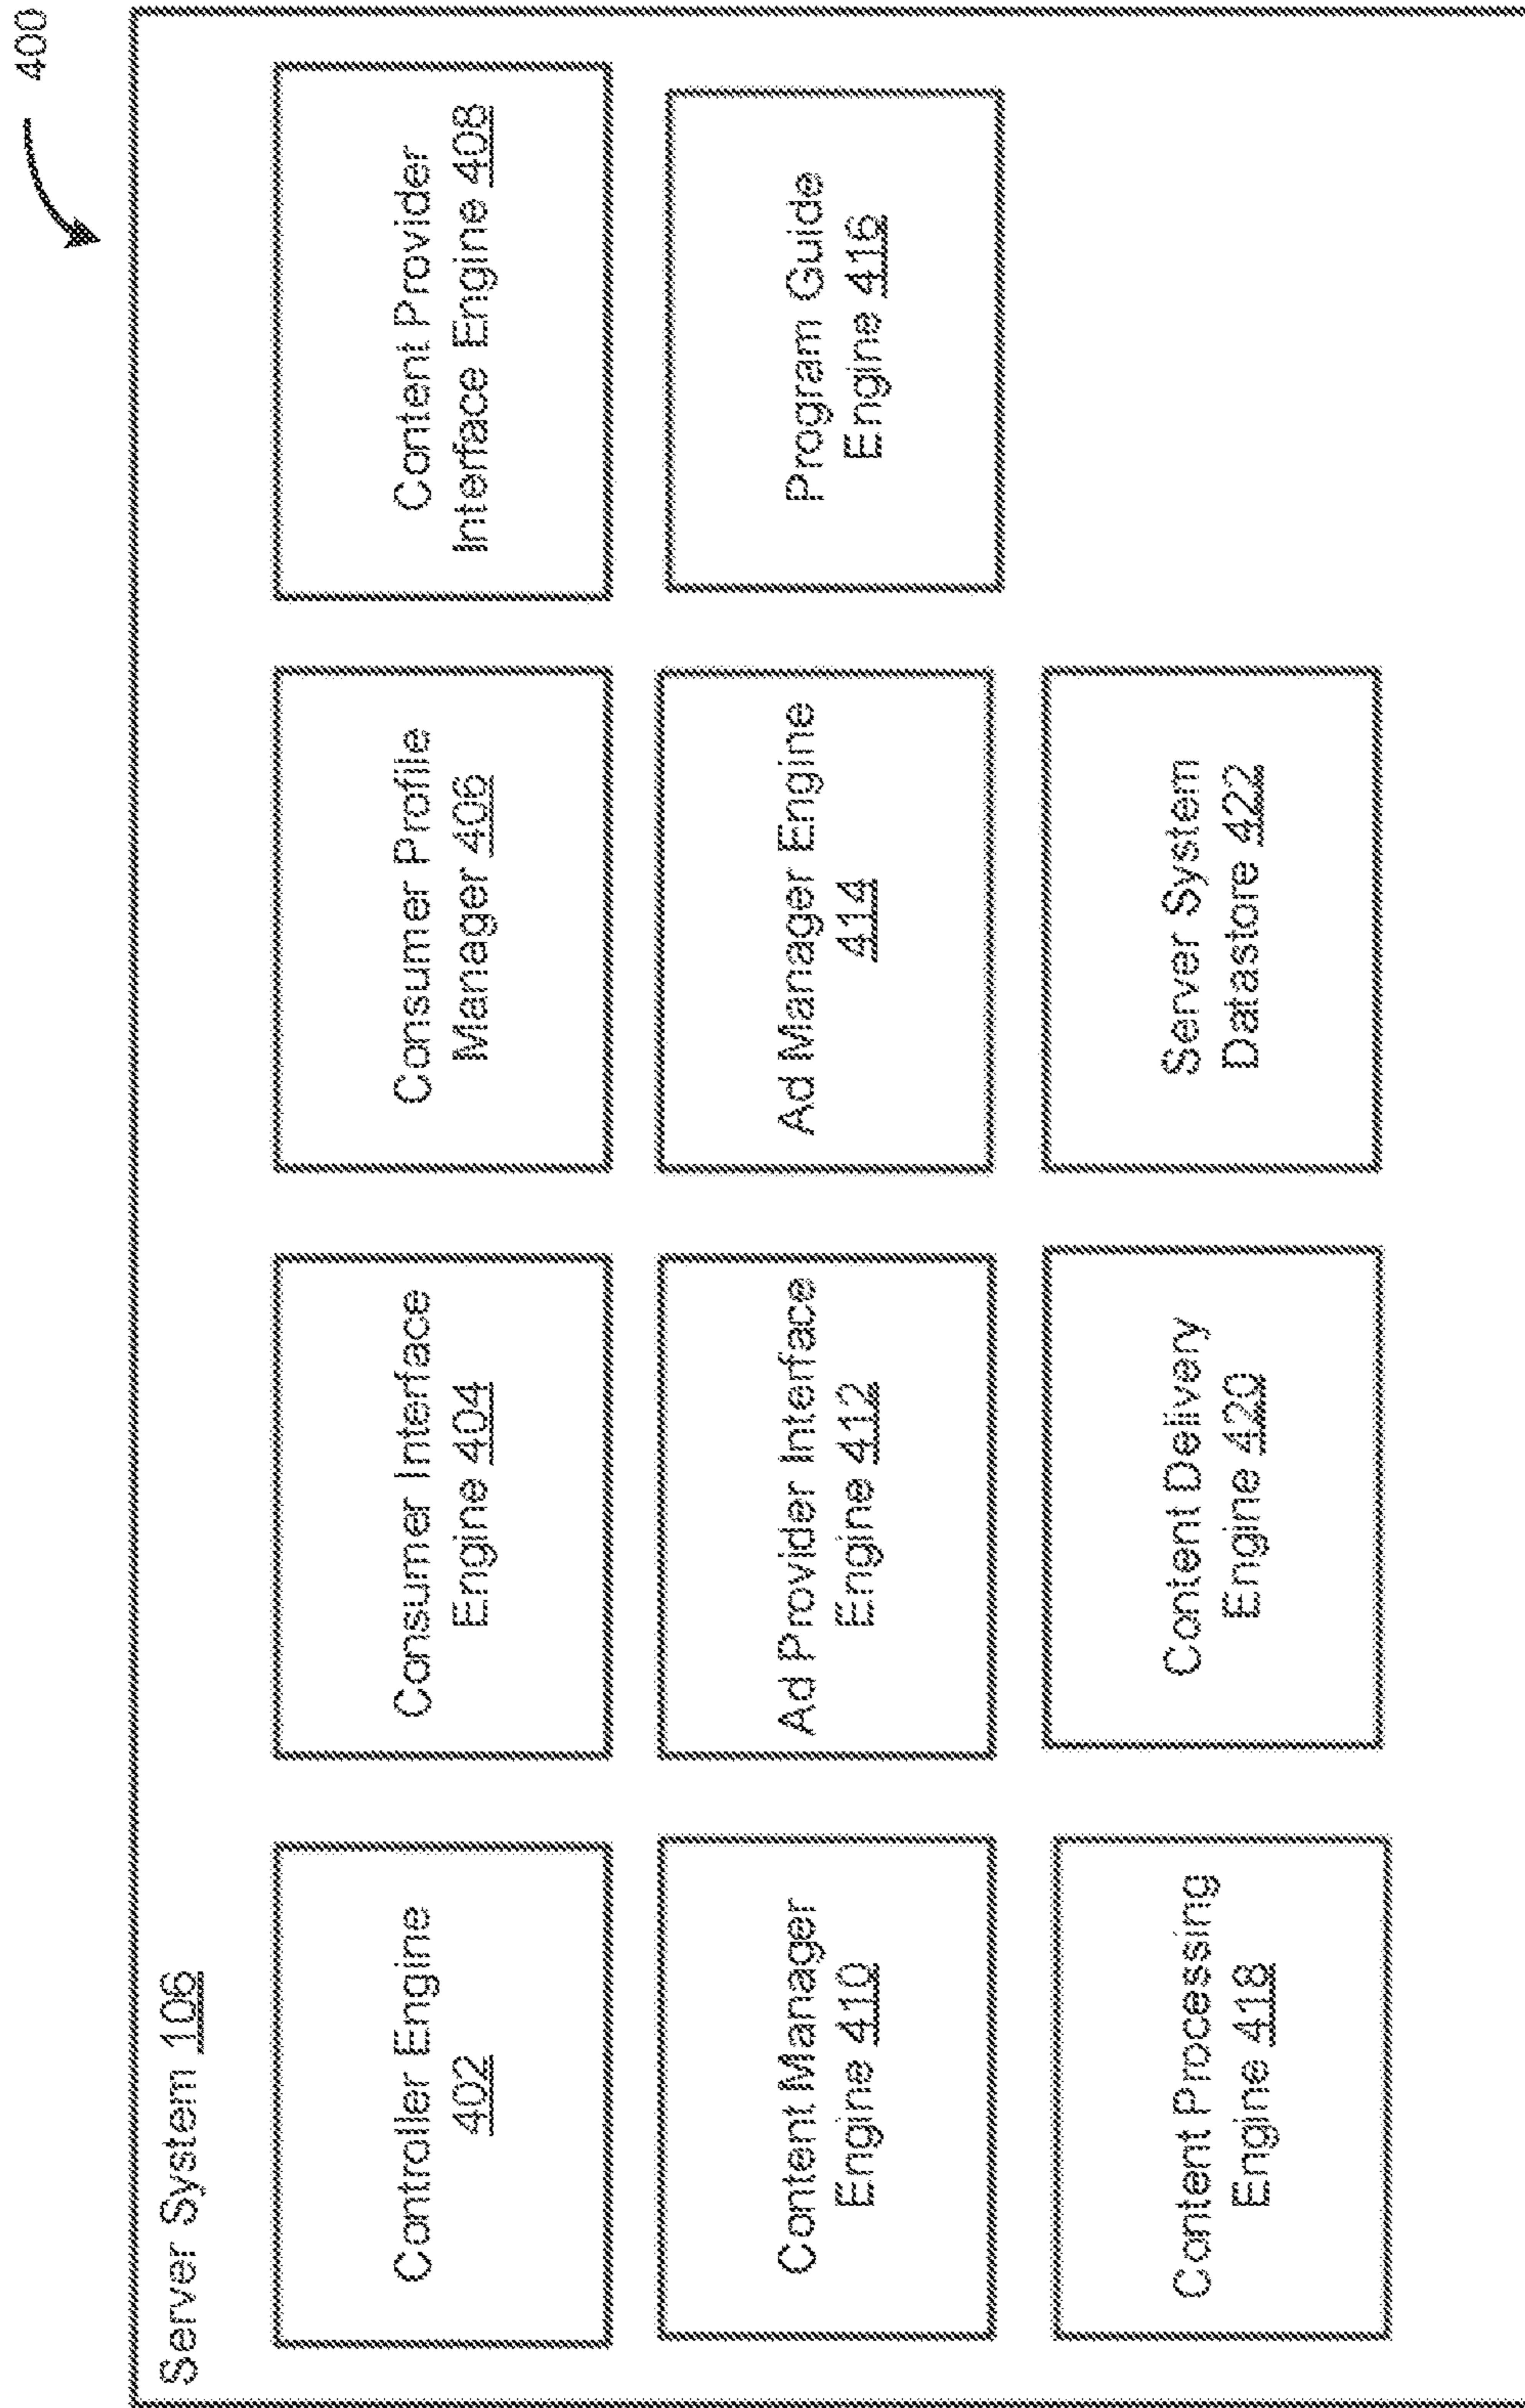 400
Server System 106
Controller Engine
402
Consumer Interface
Engine 404
Consumer Profile
Manager 406
Content Provider
Interface Engine 408
Content Manager
Engine 410
Ad Provider Interface
Engine 412
Ad Manager Engine
414
Program Guide
Engine 416
Content Processing
Engine 418
Content Delivery
Engine 420
Server System
Datastore 422